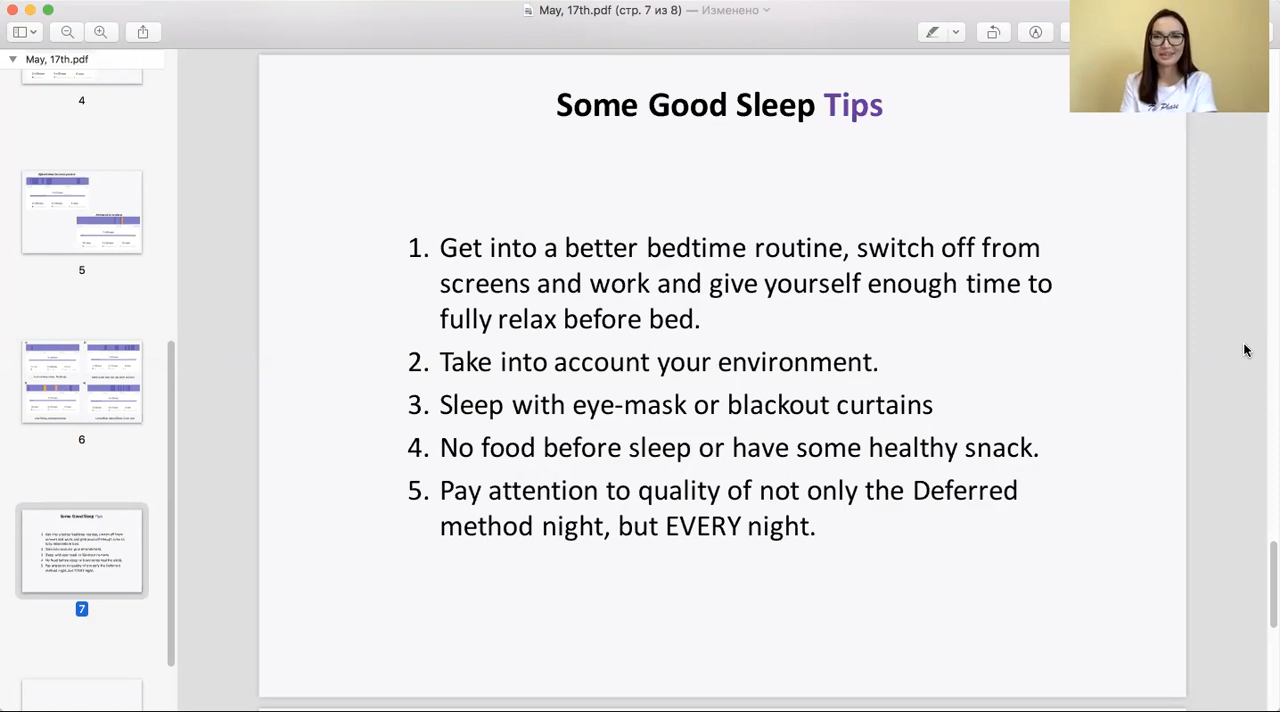 May, 17th.pdf (стр. 7 из 8) — Изменено
May, 17th.pdf
4
5
6
7
Some Good Sleep Tips
1. Get into a better bedtime routine, switch off from
screens and work and give yourself enough time to
fully relax before bed.
2. Take into account your environment.
3. Sleep with eye-mask or blackout curtains
4. No food before sleep or have some healthy snack.
5. Pay attention to quality of not only the Deferred
method night, but EVERY night.
Some Good Sleep Tips